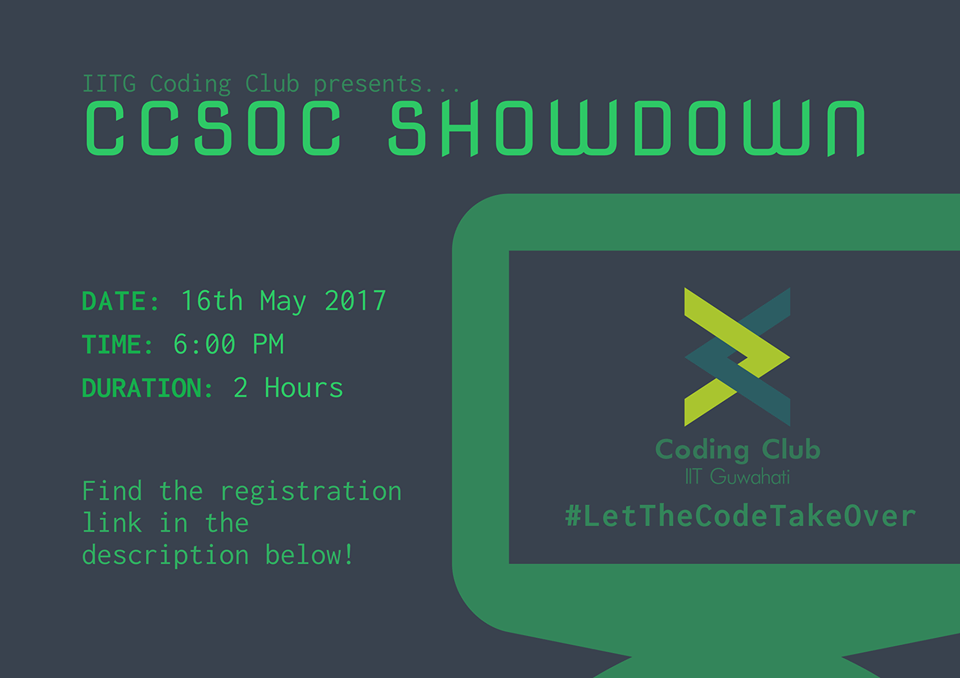 IITG Coding Club presents...
CCSOC SHOWDOWN
DATE: 16th May 2017
TIME: 6:00 PM
DURATION: 2 Hours
Find the registration
link in the
description below!
Coding Club
IIT Guwahati
#LetTheCodeTakeOver